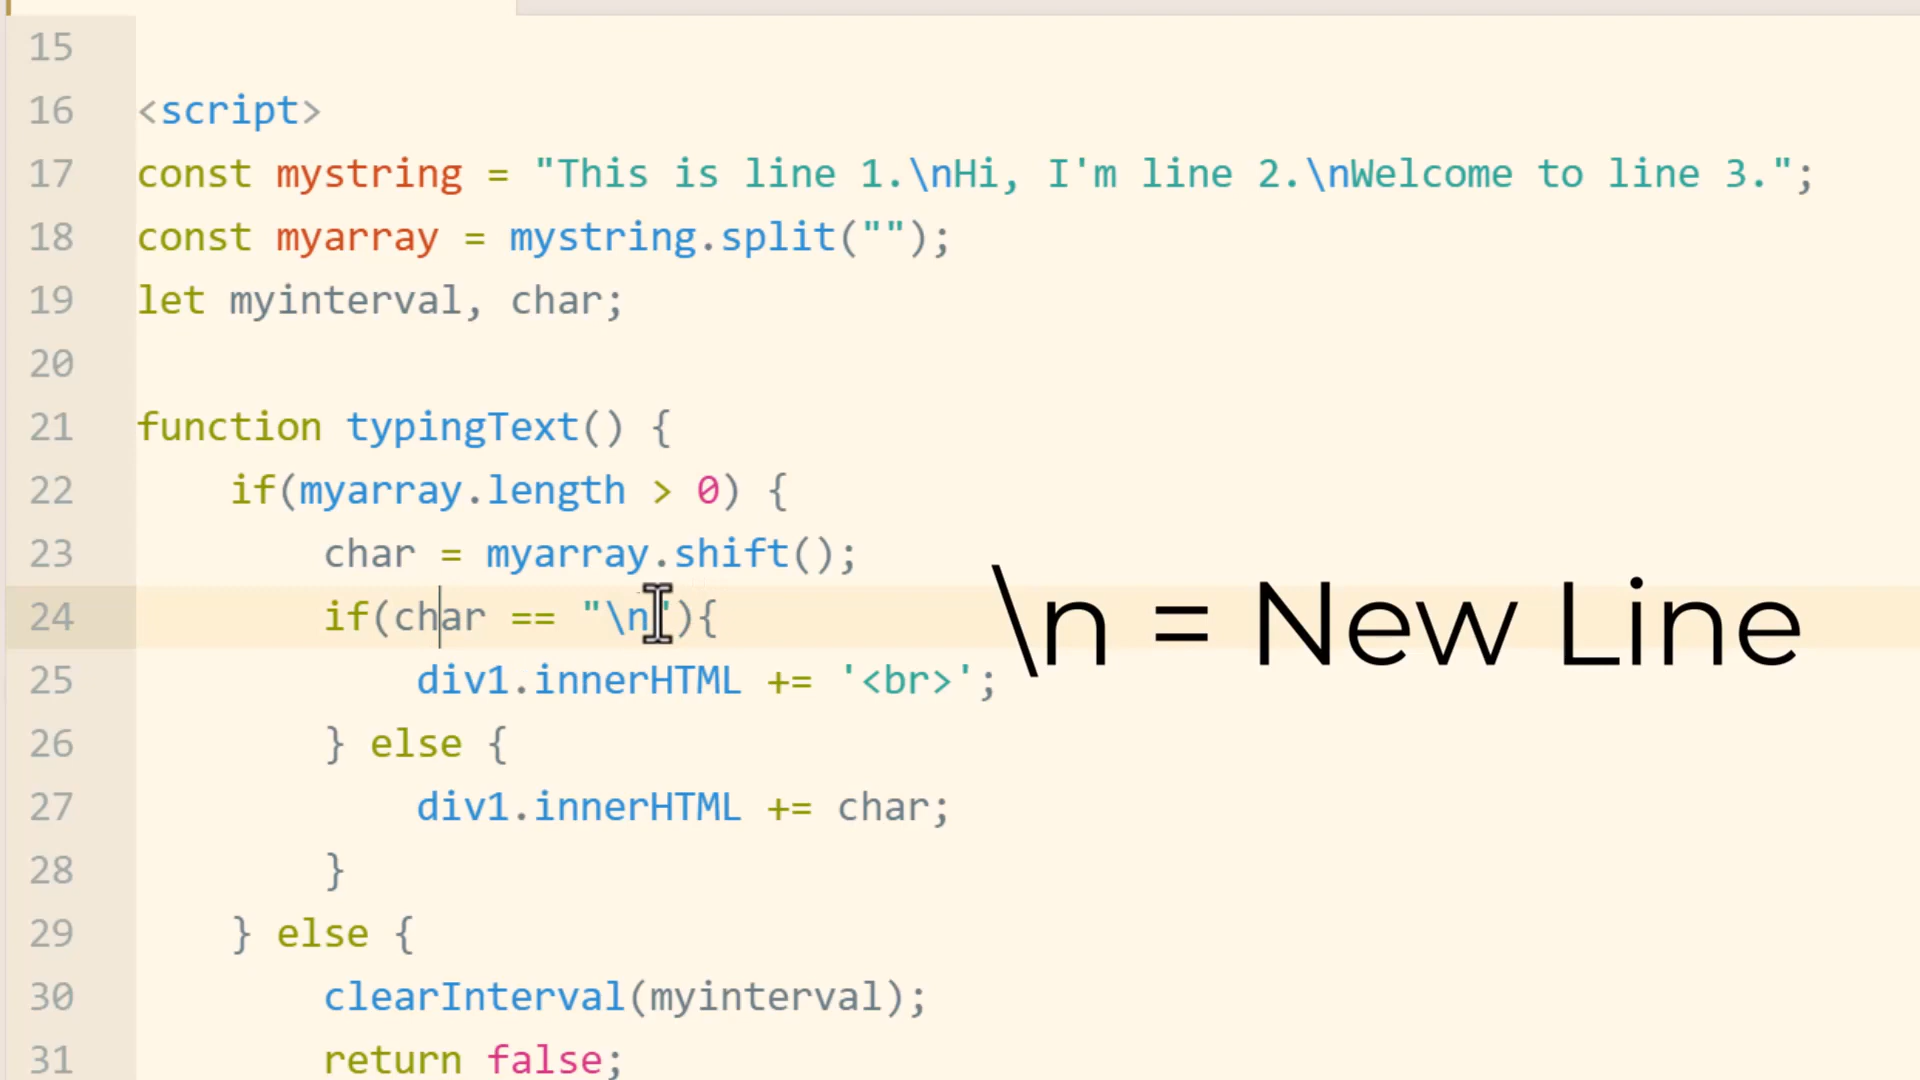 15
16 <script>
17 const mystring = "This is line 1.\nHi, I'm line 2.\nWelcome to line 3.";
18 const myarray = mystring.split("");
19 let myinterval, char;
20
21 function typingText() {
22     if(myarray.length > 0) {
23         char = myarray.shift();
24         if(char == "\n"){
\n = New Line
25             div1.innerHTML += '<br>';
26         } else {
27             div1.innerHTML += char;
28         }
29     } else {
30         clearInterval(myinterval);
31         return false;